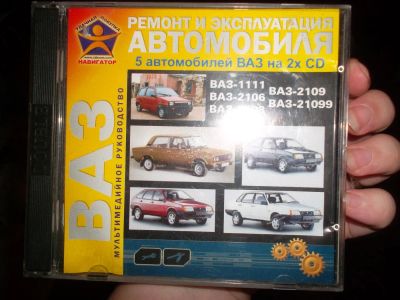 НАВИГАТОР
РЕМОНТ И ЭКСПЛУАТАЦИЯ
АВТОМОБИЛЯ
5 автомобилей ВАЗ на 2х CD
ВАЗ-1111
ВАЗ-2109
ВАЗ-2106
ВАЗ-21099
ВАЗ
МУЛЬТИМЕДИЙНОЕ РУКОВОДСТВО